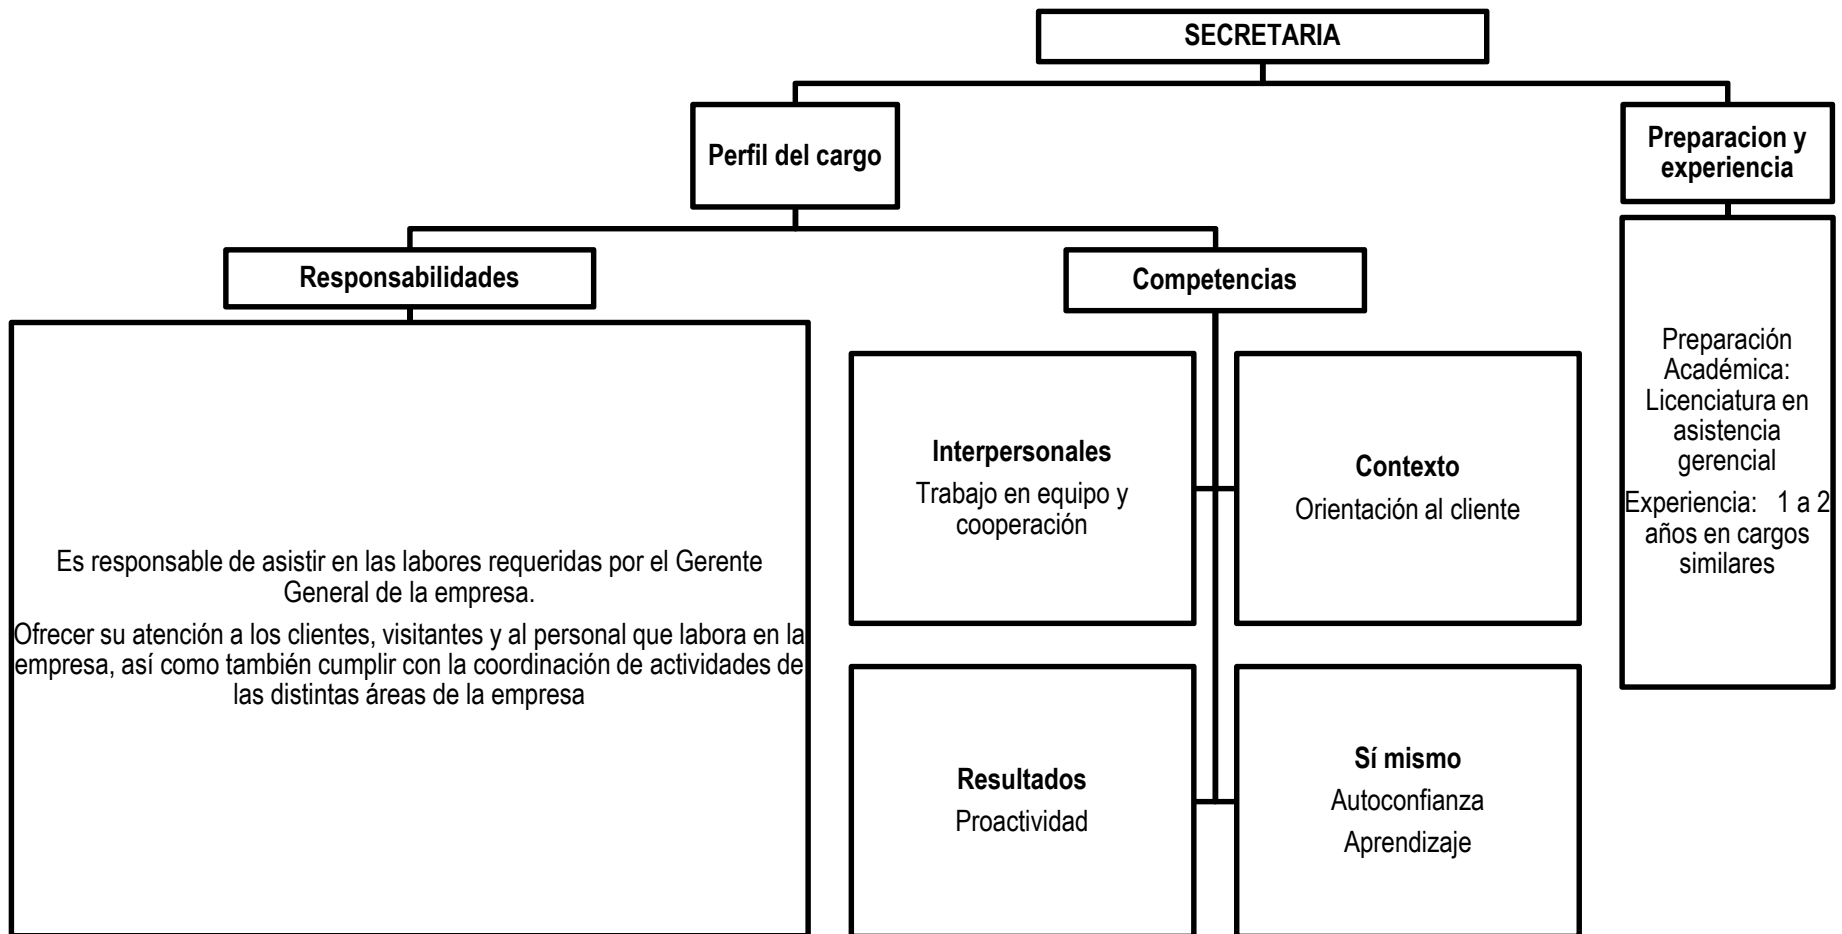 SECRETARIA
Perfil del cargo
Preparacion y
experiencia
Responsabilidades
Competencias
Es responsable de asistir en las labores requeridas por el Gerente
General de la empresa.
Ofrecer su atención a los clientes, visitantes y al personal que labora en la
empresa, así como también cumplir con la coordinación de actividades de
las distintas áreas de la empresa
Interpersonales
Trabajo en equipo y
cooperación
Contexto
Orientación al cliente
Resultados
Proactividad
Sí mismo
Autoconfianza
Aprendizaje
Preparación
Académica:
Licenciatura en
asistencia
gerencial
Experiencia: 1 a 2
años en cargos
similares